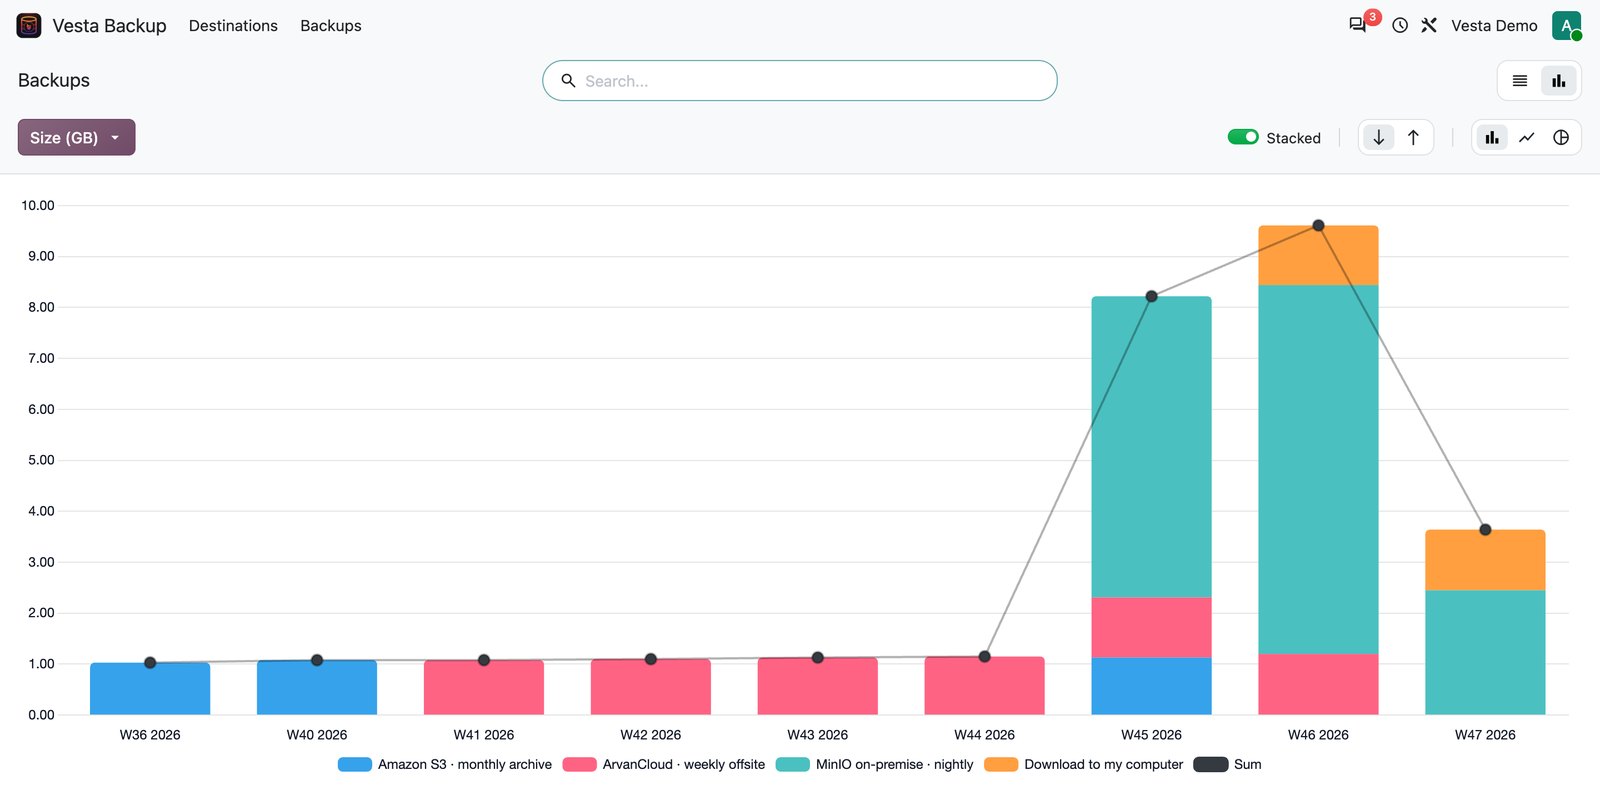 Vesta Backup Destinations Backups 3 Vesta Demo A
Backups Search...
Size (GB) Stacked
10.00
9.00
8.00
7.00
6.00
5.00
4.00
3.00
2.00
1.00
0.00
W36 2026 W40 2026 W41 2026 W42 2026 W43 2026 W44 2026 W45 2026 W46 2026 W47 2026
Amazon S3 · monthly archive ArvanCloud · weekly offsite MinIO on-premise · nightly Download to my computer Sum